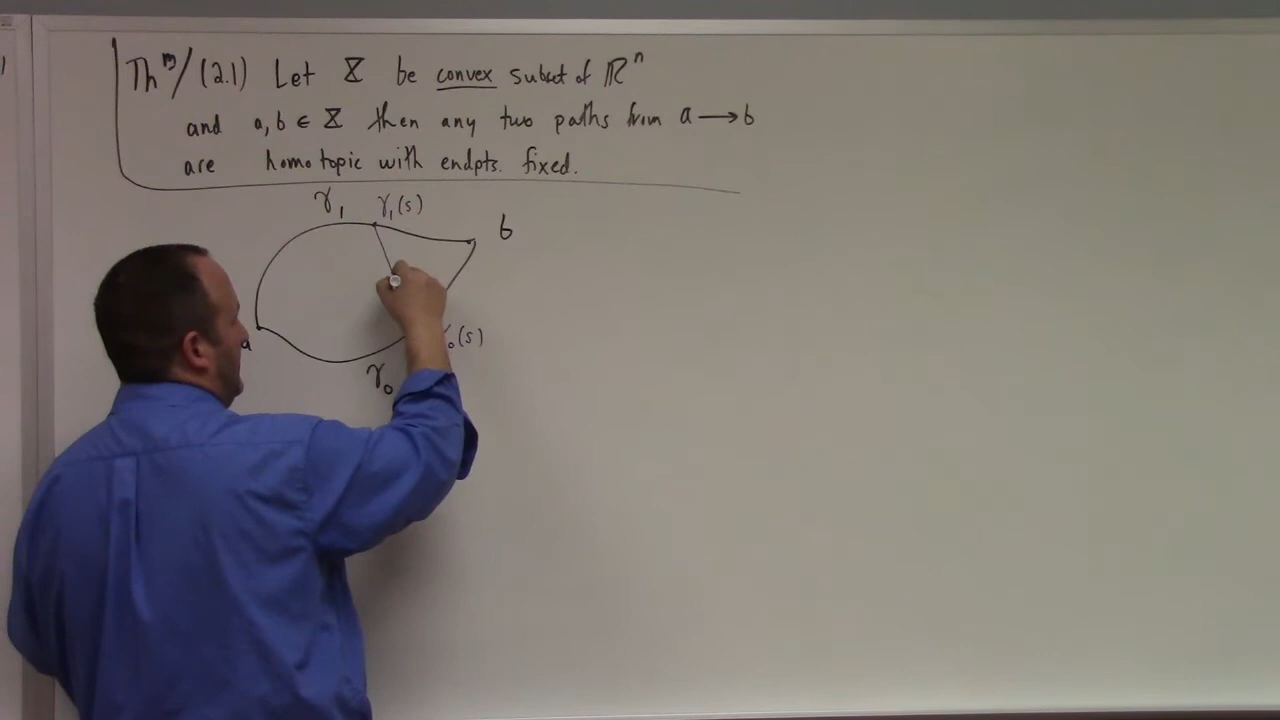 Thm/ (2.1) Let X be convex subset of ℝⁿ
and a, b ∈ X then any two paths from a ⟶ b
are homotopic with endpts. fixed.
γ₁ γ₁(s)
b
a
₀(s)
γ₀